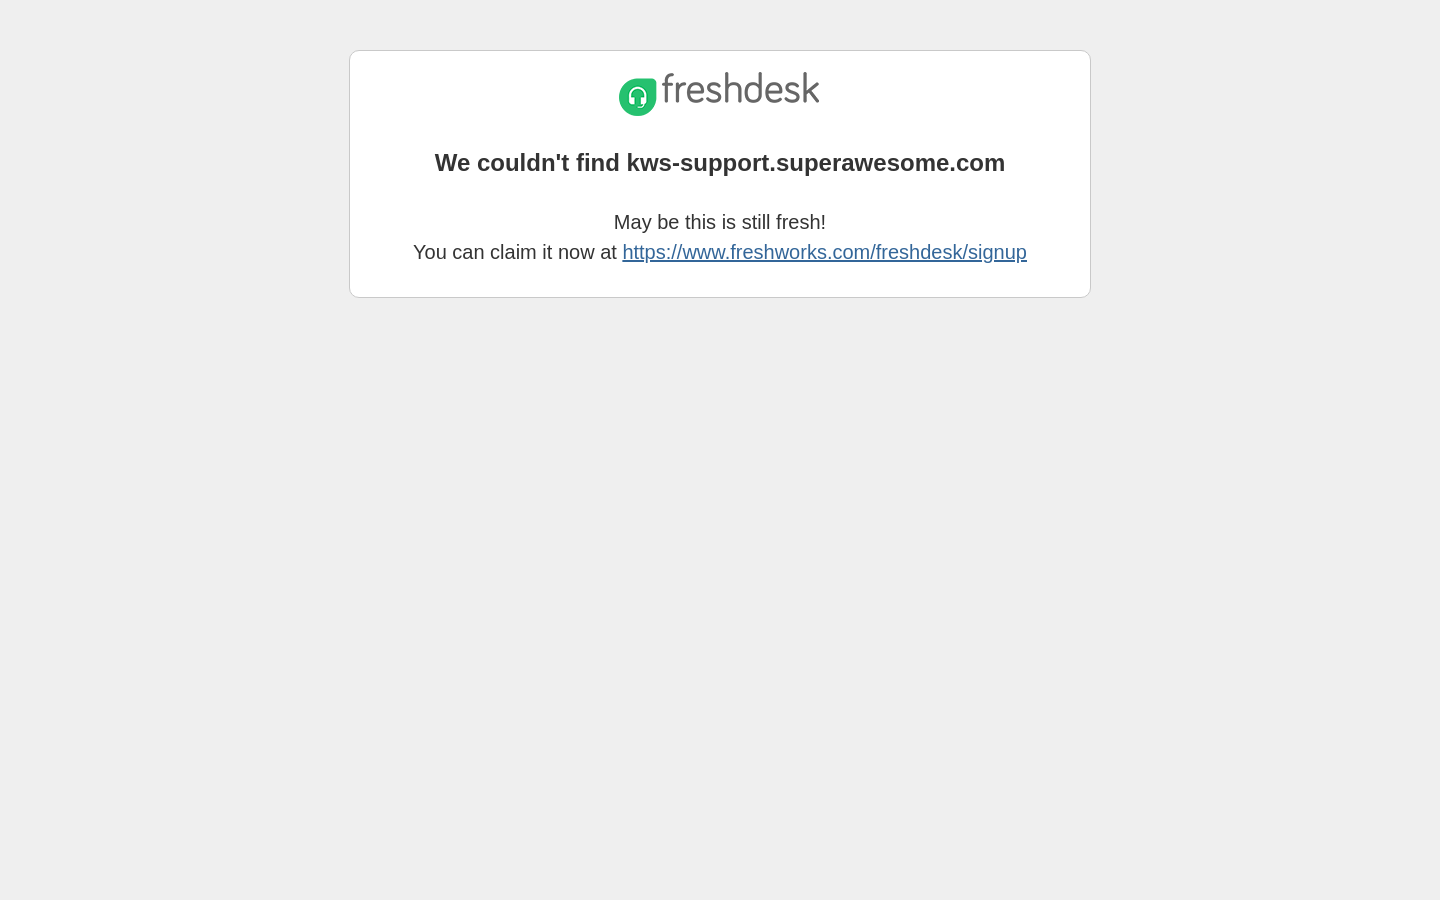 freshdesk
We couldn't find kws-support.superawesome.com
May be this is still fresh!
You can claim it now at https://www.freshworks.com/freshdesk/signup